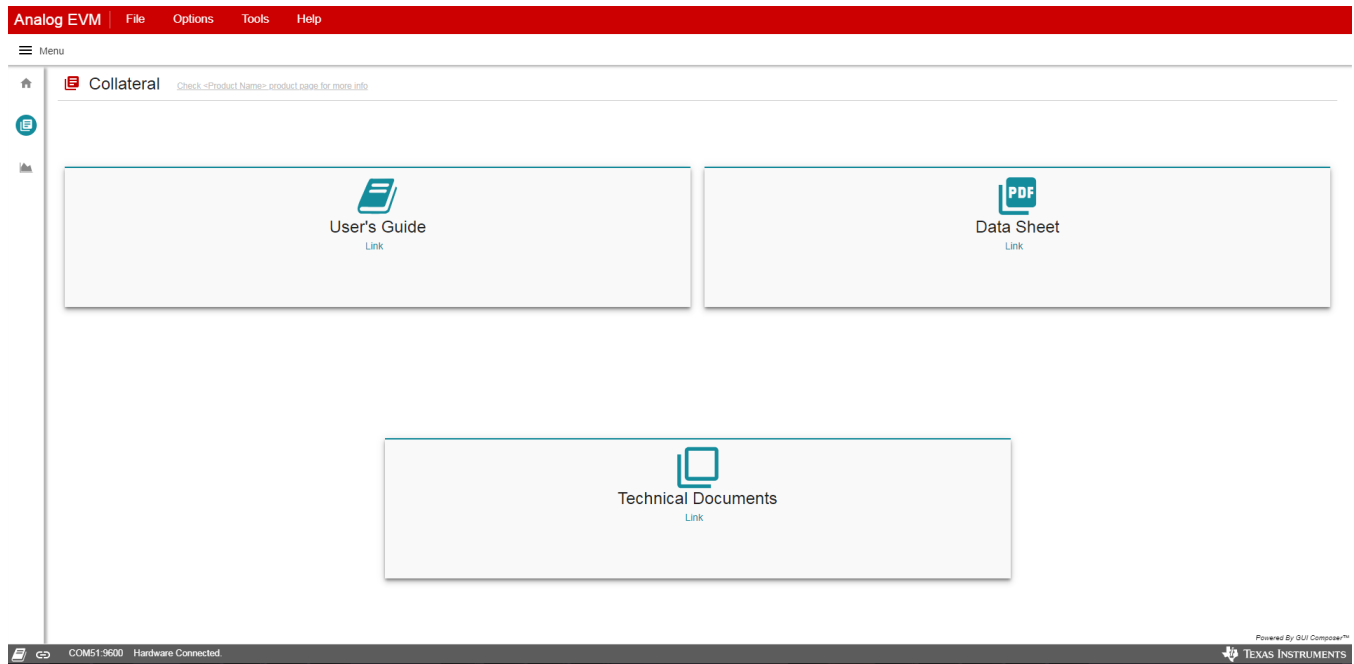 Analog EVM File Options Tools Help
Menu
Collateral Check <Product Name> product page for more info
User's Guide
Link
PDF
Data Sheet
Link
Technical Documents
Link
Powered By GUI Composer™
COM51:9600 Hardware Connected. TEXAS INSTRUMENTS